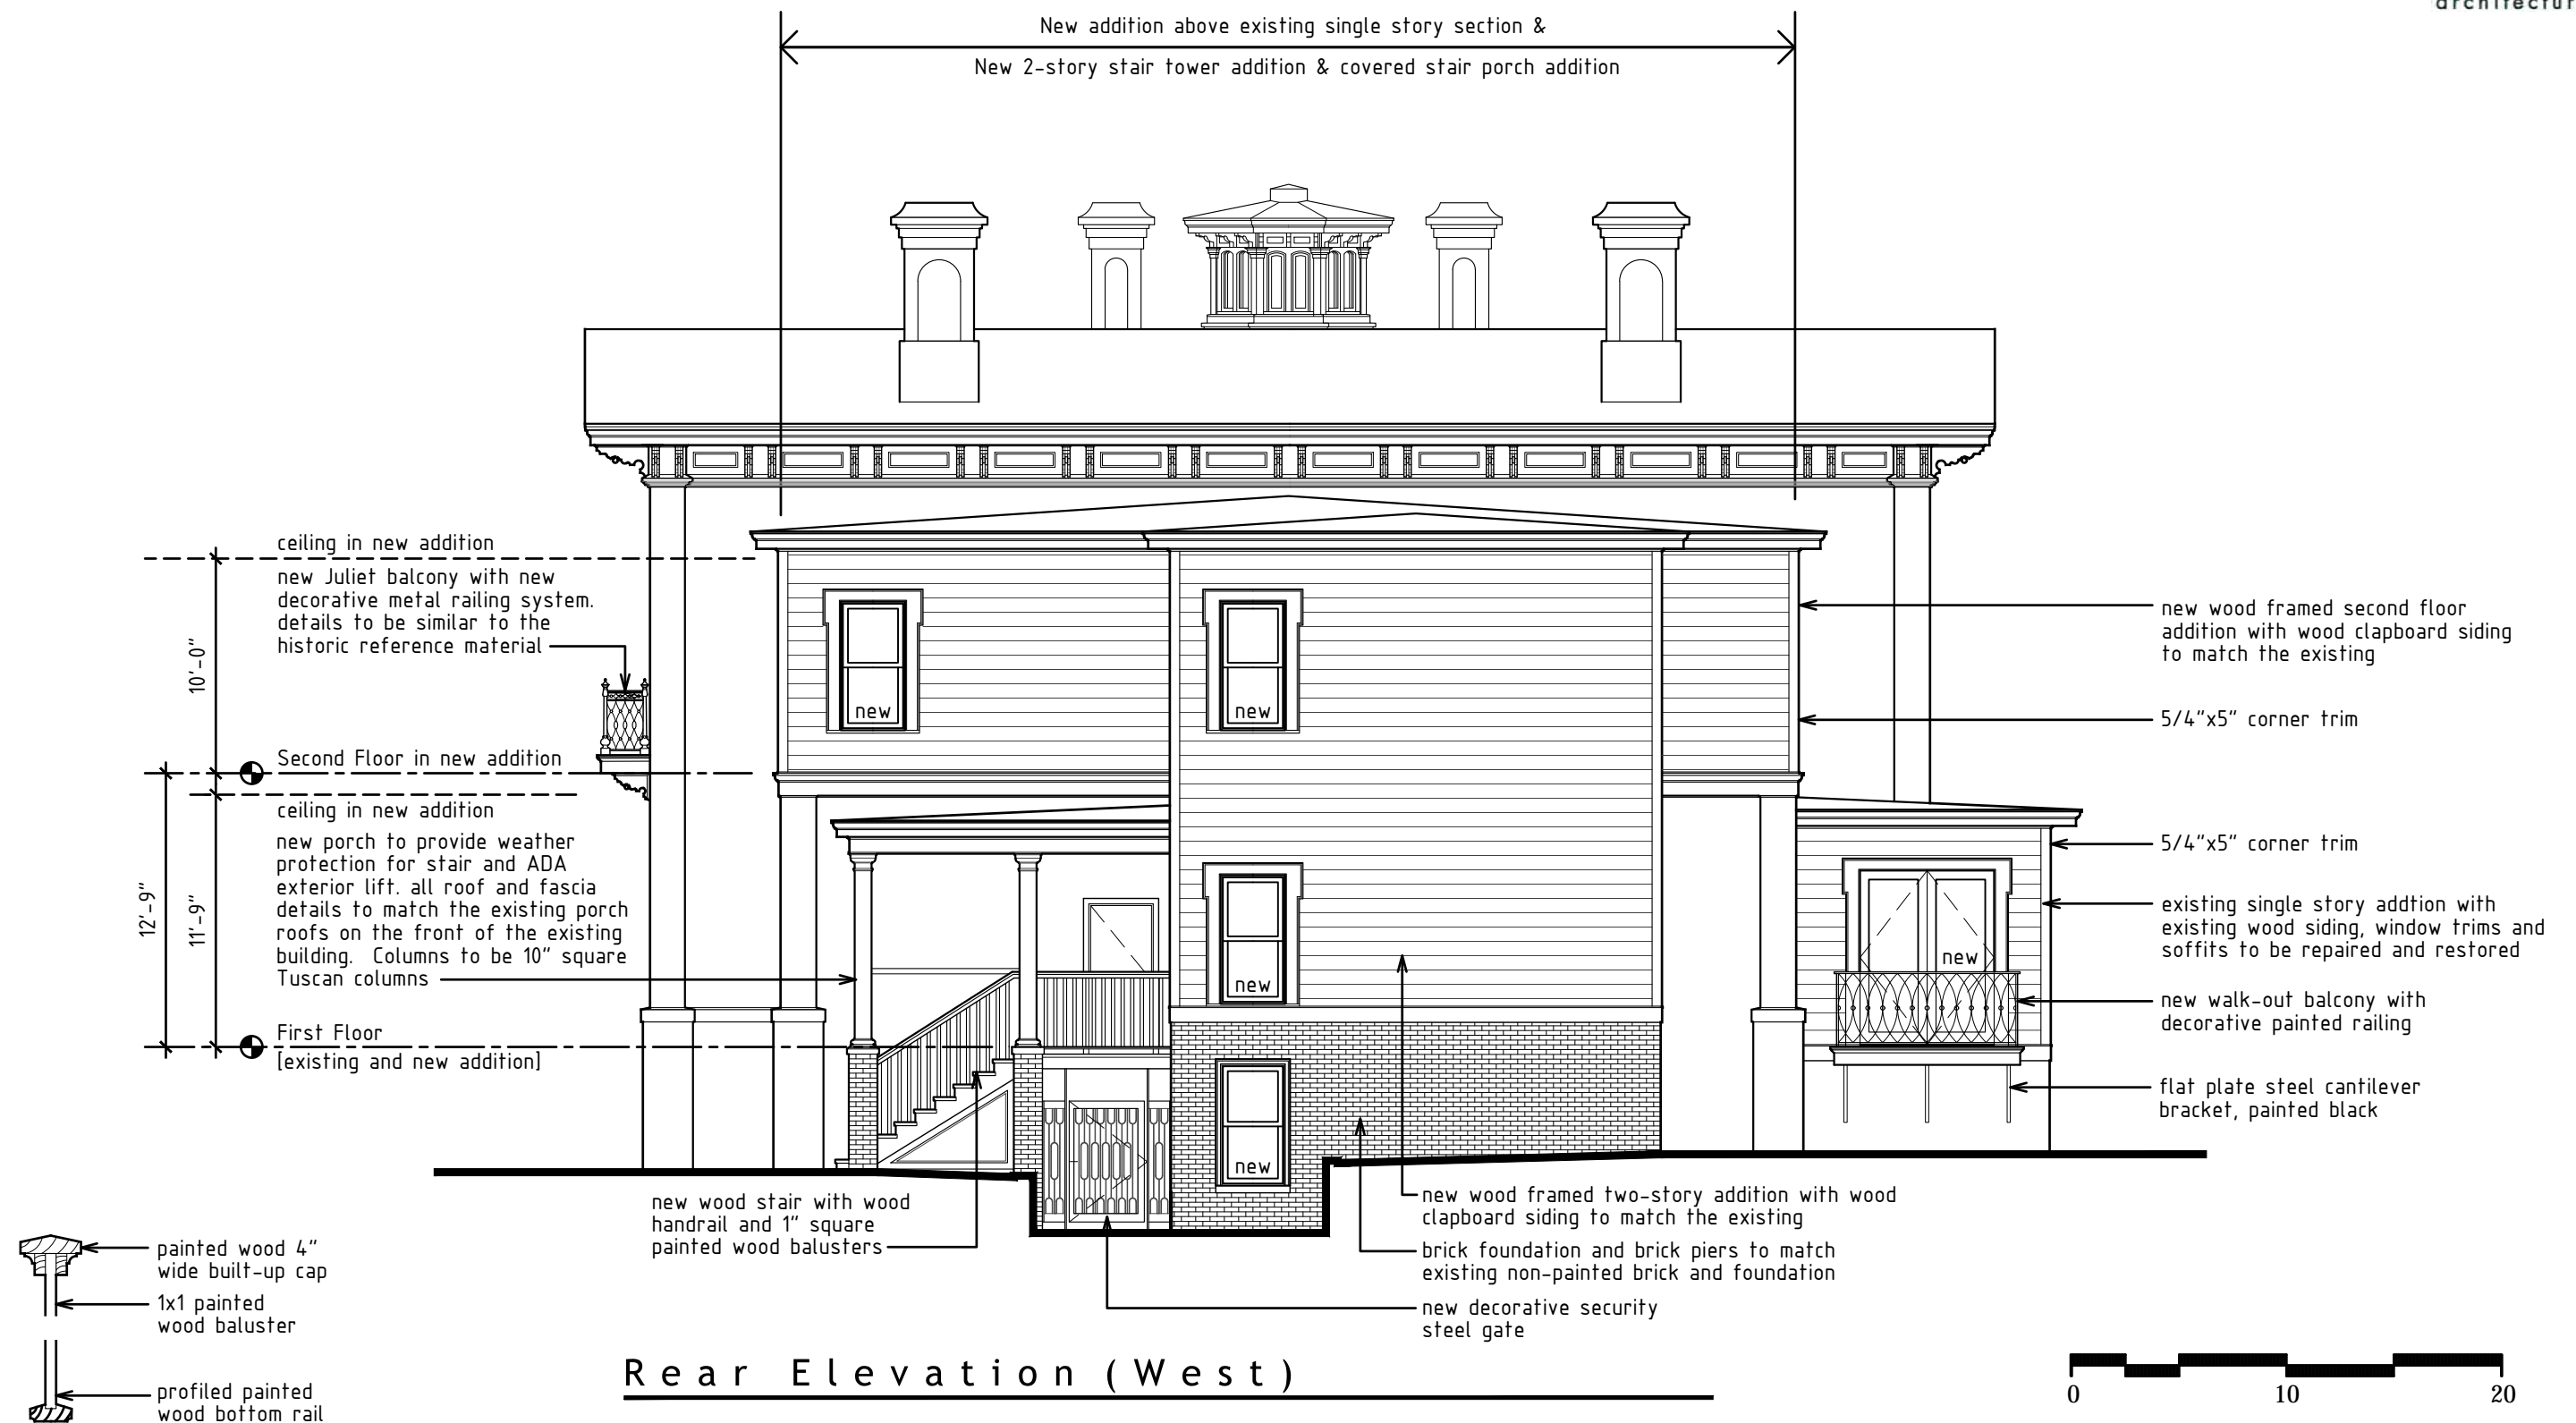 architectur
New addition above existing single story section &
New 2-story stair tower addition & covered stair porch addition
ceiling in new addition
new Juliet balcony with new
decorative metal railing system.
details to be similar to the
historic reference material
10'-0"
Second Floor in new addition
ceiling in new addition
new porch to provide weather
protection for stair and ADA
exterior lift. all roof and fascia
details to match the existing porch
roofs on the front of the existing
building. Columns to be 10" square
Tuscan columns
12'-9"
11'-9"
First Floor
[existing and new addition]
new
new
new
new
new
new wood framed second floor
addition with wood clapboard siding
to match the existing
5/4"x5" corner trim
5/4"x5" corner trim
existing single story addtion with
existing wood siding, window trims and
soffits to be repaired and restored
new walk-out balcony with
decorative painted railing
flat plate steel cantilever
bracket, painted black
new wood stair with wood
handrail and 1" square
painted wood balusters
new wood framed two-story addition with wood
clapboard siding to match the existing
brick foundation and brick piers to match
existing non-painted brick and foundation
new decorative security
steel gate
painted wood 4"
wide built-up cap
1x1 painted
wood baluster
profiled painted
wood bottom rail
Rear Elevation (West)
0 10 20